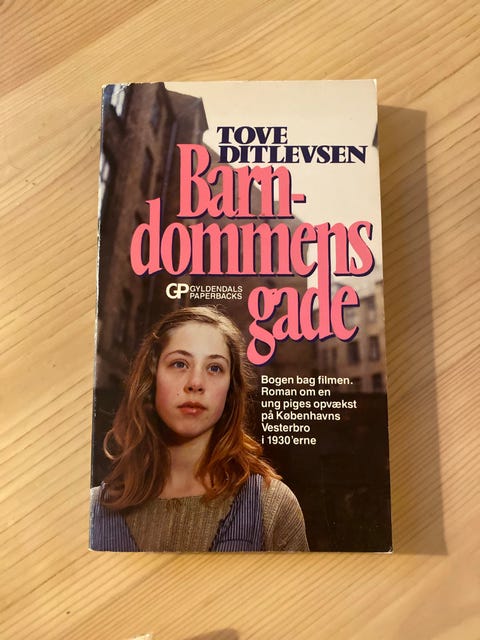 TOVE
DITLEVSEN
Barn-
dommens
gade
GP GYLDENDALS
PAPERBACKS
Bogen bag filmen.
Roman om en
ung piges opvækst
på Københavns
Vesterbro
i 1930'erne